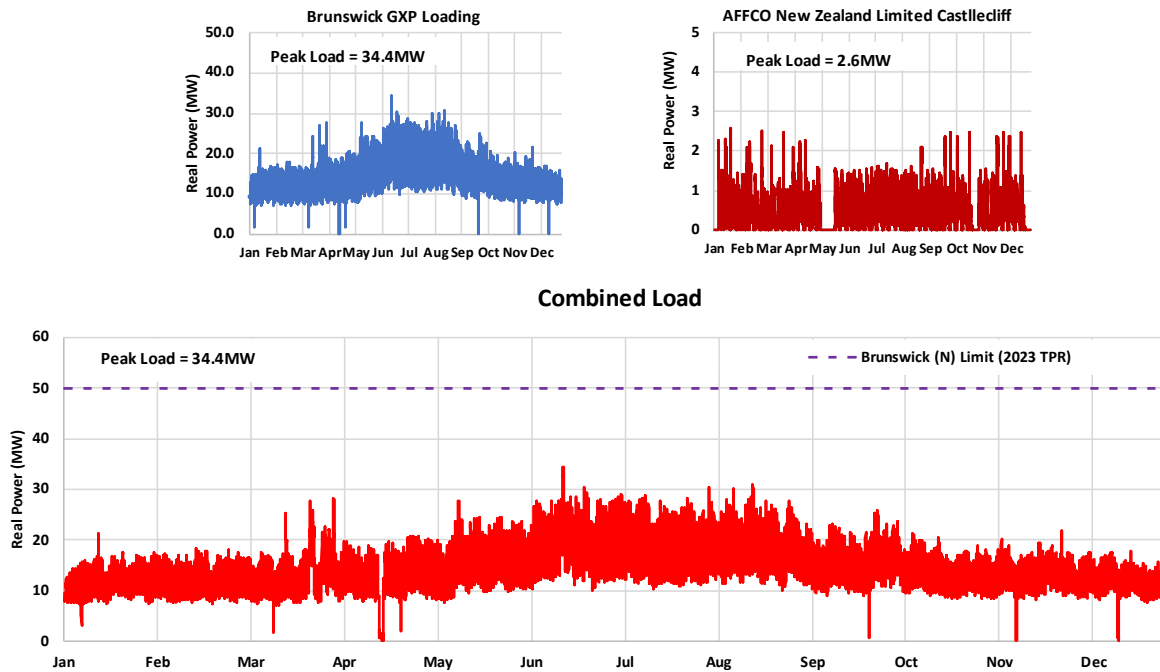 Brunswick GXP Loading
50.0
40.0
30.0
20.0
10.0
0.0
Real Power (MW)
Peak Load = 34.4MW
Jan Feb Mar Apr May Jun Jul Aug Sep Oct Nov Dec
AFFCO New Zealand Limited Castllecliff
5
4
3
2
1
0
Real Power (MW)
Peak Load = 2.6MW
Jan Feb Mar Apr May Jun Jul Aug Sep Oct Nov Dec
Combined Load
60
50
40
30
20
10
0
Real Power (MW)
Peak Load = 34.4MW
Brunswick (N) Limit (2023 TPR)
Jan Feb Mar Apr May Jun Jul Aug Sep Oct Nov Dec